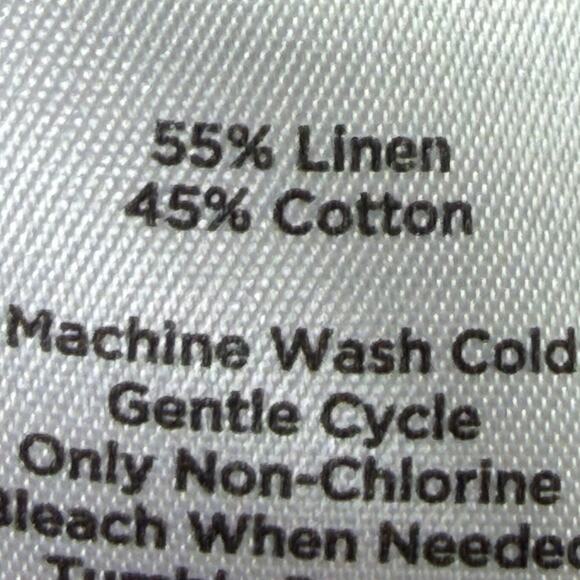 55% Linen
45% Cotton
Machine Wash Cold
Gentle Cycle
Only Non-Chlorine
Bleach When Needed